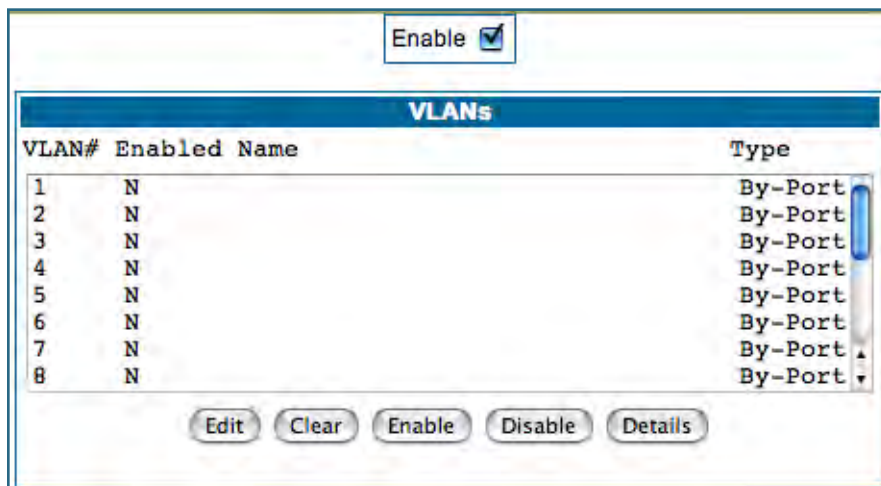 Enable
VLANs
VLAN# Enabled Name Type
1 N By-Port
2 N By-Port
3 N By-Port
4 N By-Port
5 N By-Port
6 N By-Port
7 N By-Port
8 N By-Port
Edit Clear Enable Disable Details